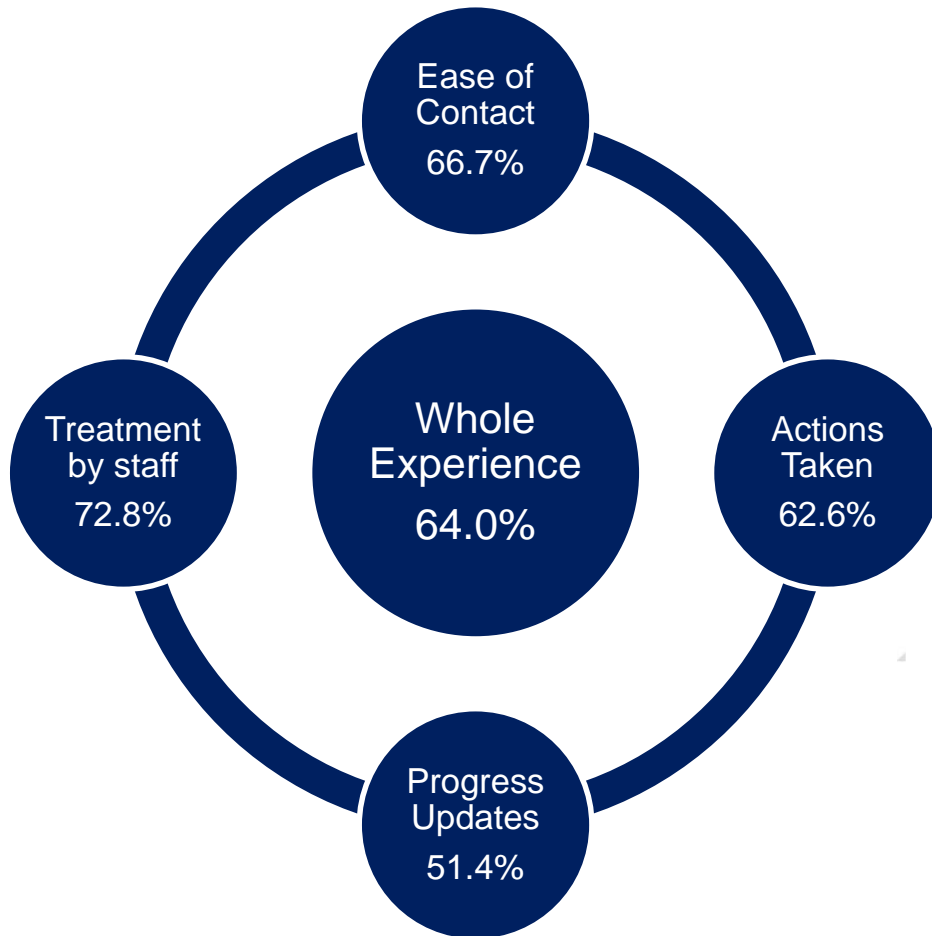 Ease of
Contact
66.7%
Treatment
by staff
72.8%
Whole
Experience
64.0%
Actions
Taken
62.6%
Progress
Updates
51.4%